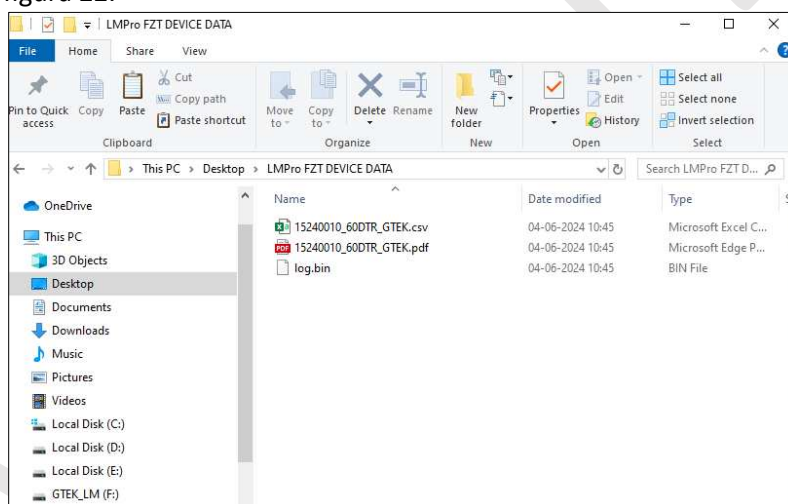 LMPro FZT DEVICE DATA
File Home Share View
Pin to Quick access
Copy
Paste
Cut
Copy path
Paste shortcut
Move to
Copy to
Delete
Rename
New folder
Properties
Open
Edit
History
Select all
Select none
Invert selection
Clipboard Organize New Open Select
This PC > Desktop > LMPro FZT DEVICE DATA
Search LMPro FZT D...
Name Date modified Type
15240010_60DTR_GTEK.csv 04-06-2024 10:45 Microsoft Excel C...
15240010_60DTR_GTEK.pdf 04-06-2024 10:45 Microsoft Edge P...
log.bin 04-06-2024 10:45 BIN File
OneDrive
This PC
3D Objects
Desktop
Documents
Downloads
Music
Pictures
Videos
Local Disk (C:)
Local Disk (D:)
Local Disk (E:)
GTEK_LM (F:)